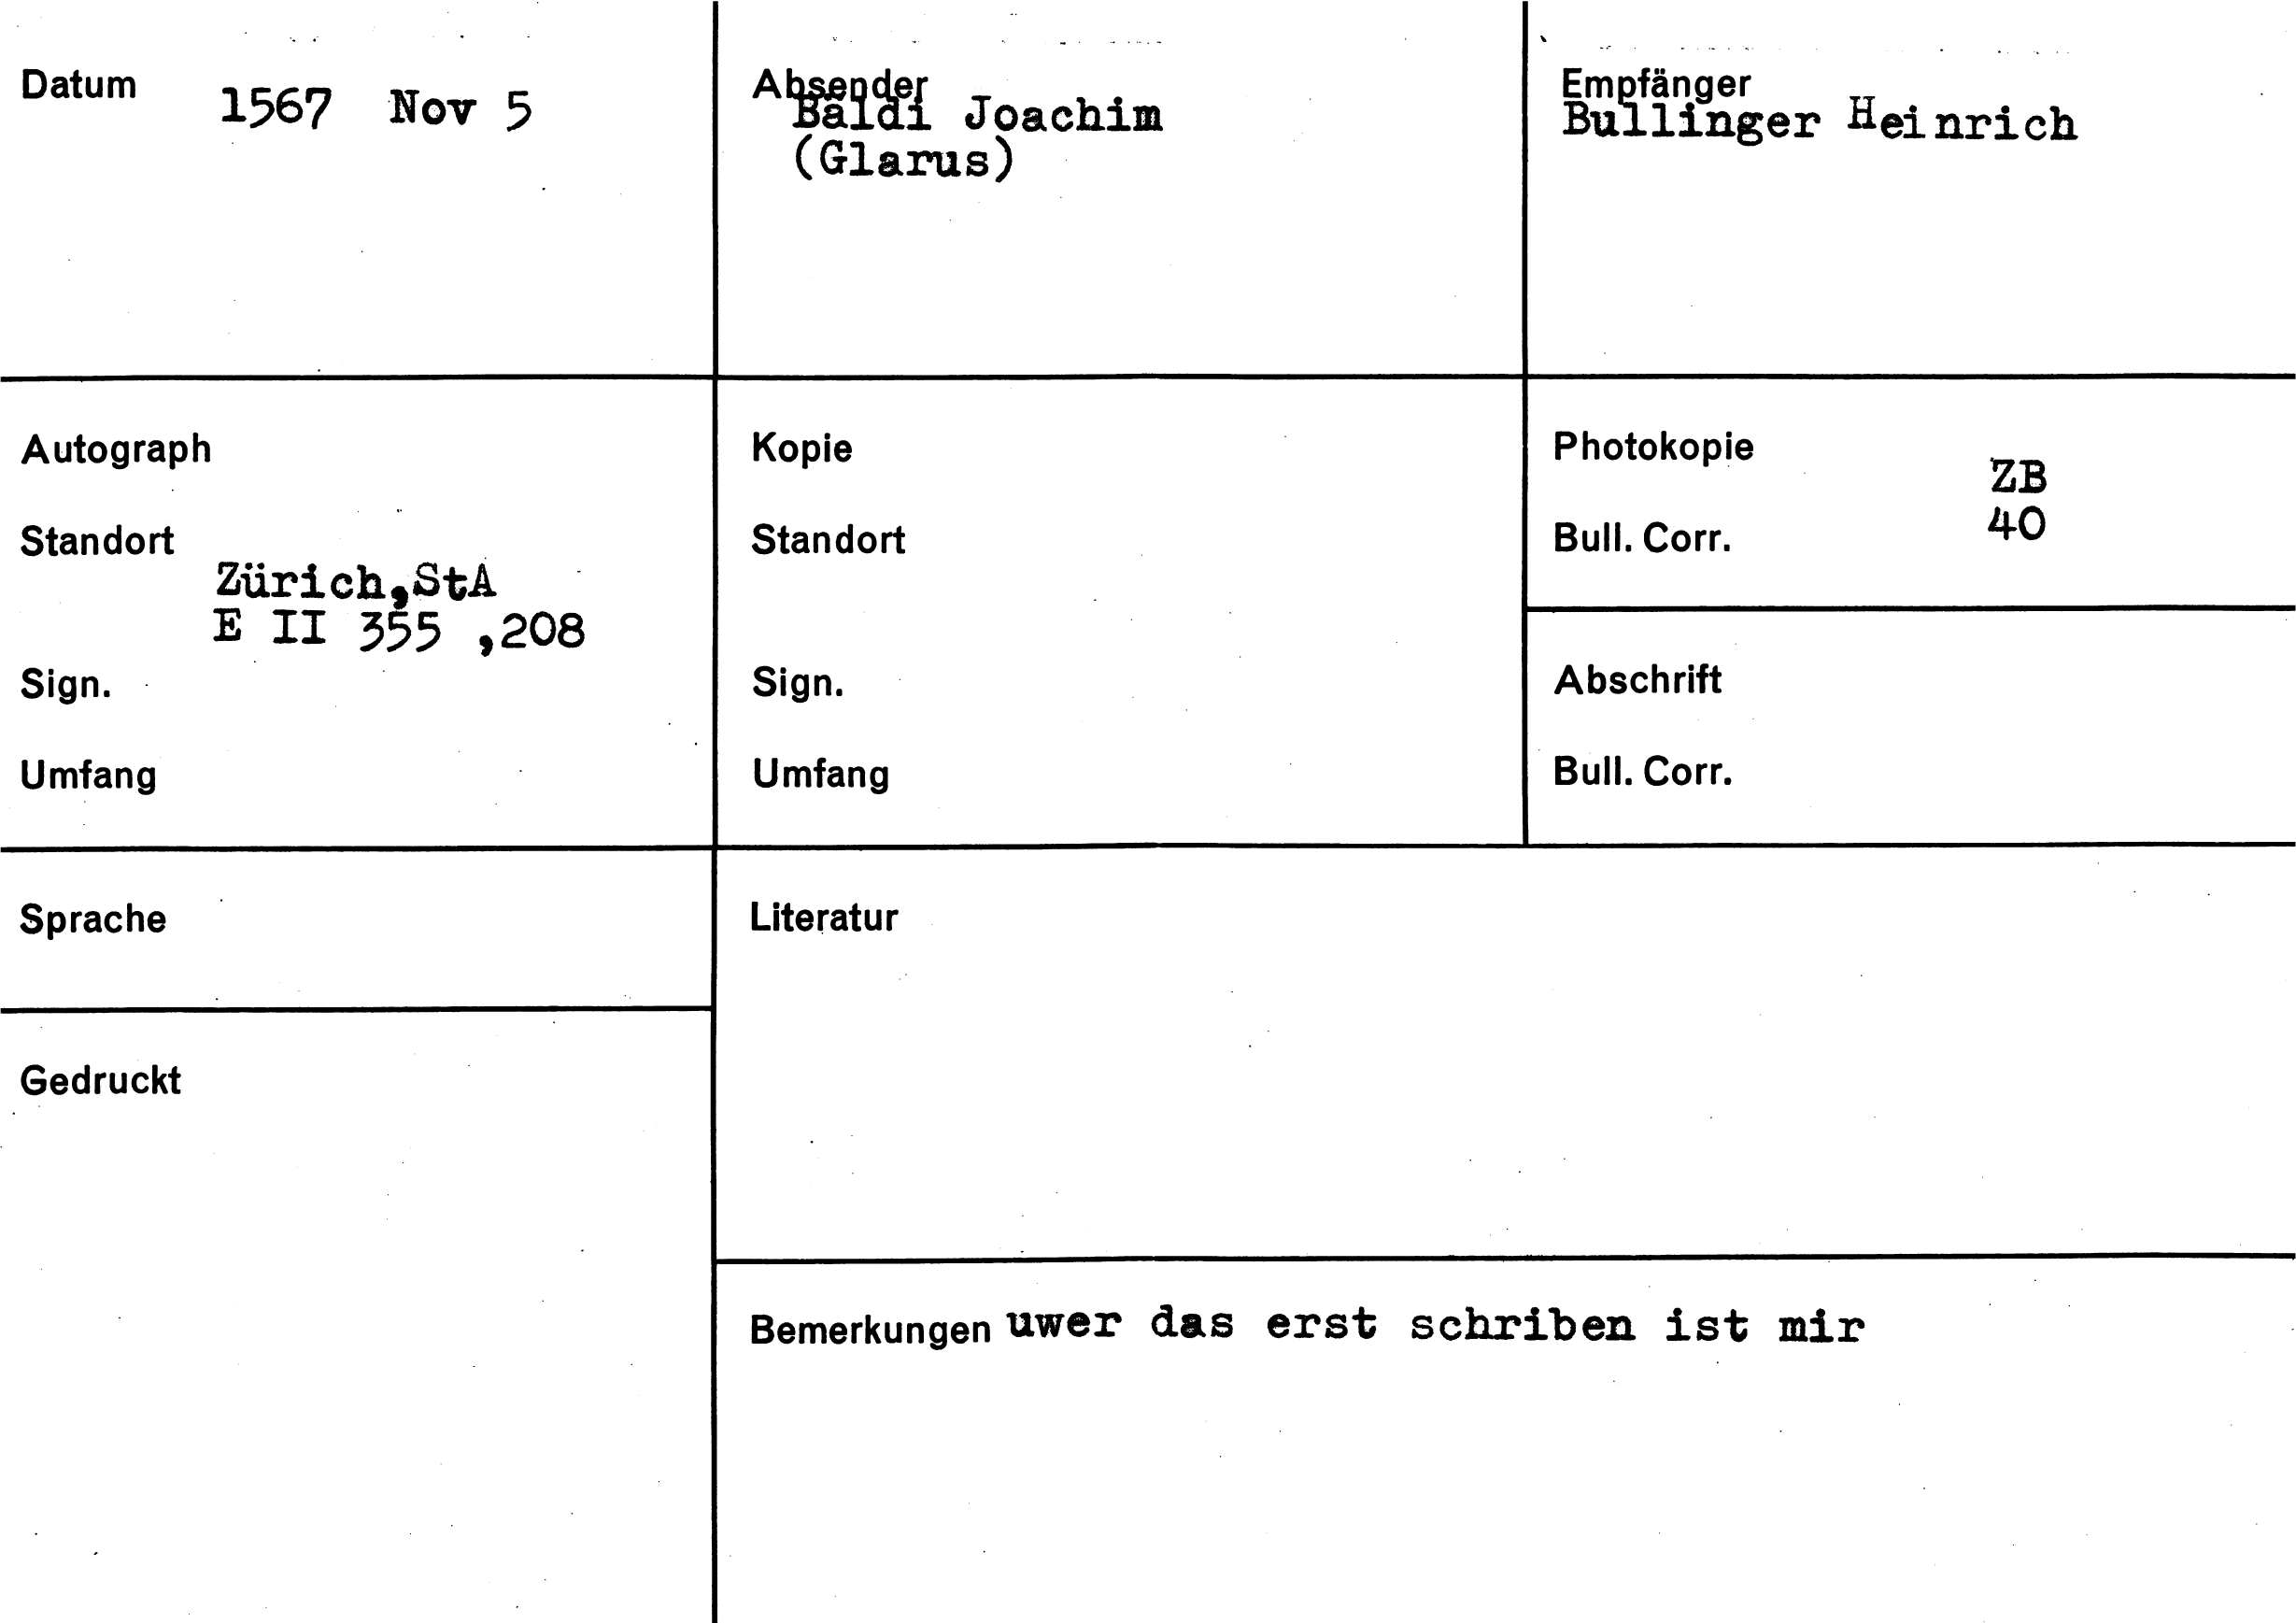 Datum 1567 Nov 5
Absender
Bäldi Joachim
(Glarus)
Empfänger
Bullinger Heinrich
Autograph
Standort
Zürich,StA
E II 355 ,208
Sign.
Umfang
Kopie
Standort
Sign.
Umfang
Photokopie
ZB
40
Bull. Corr.
Abschrift
Bull. Corr.
Sprache
Literatur
Gedruckt
Bemerkungen uwer das erst schriben ist mir